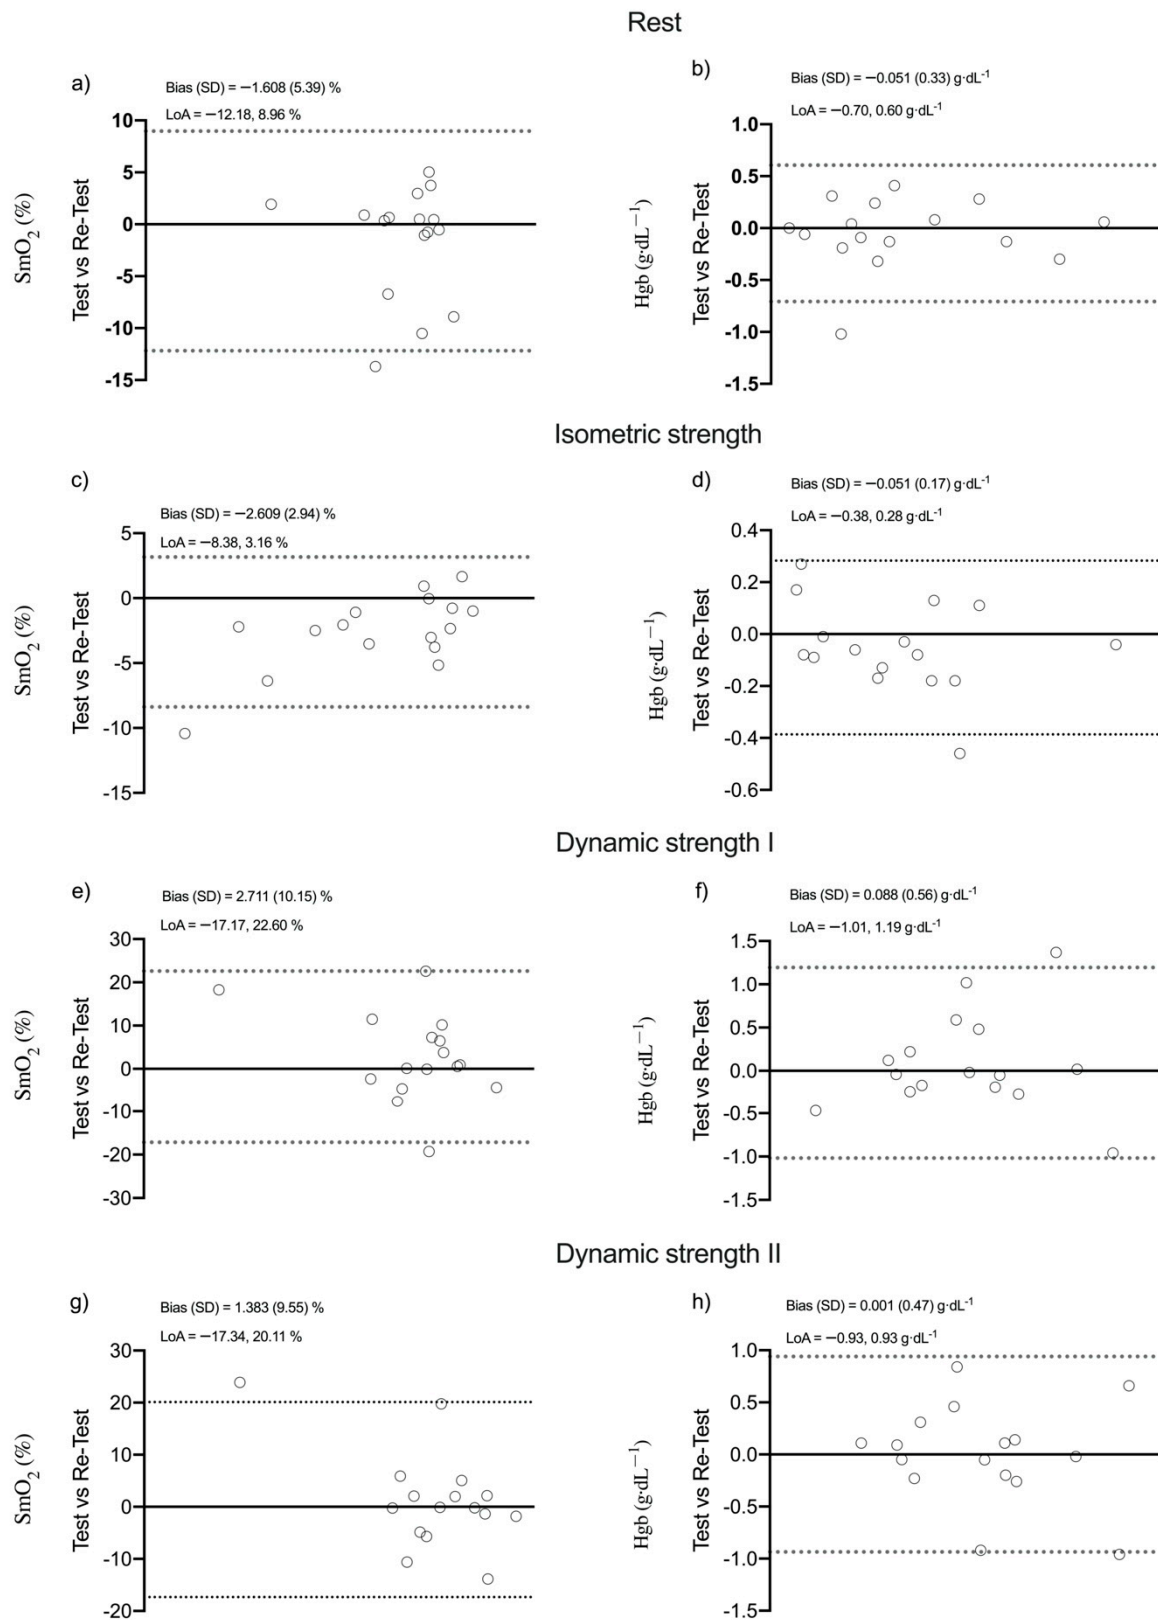 Rest
a)
Bias (SD) = −1.608 (5.39) %
LoA = −12.18, 8.96 %
SmO2 (%)
Test vs Re-Test
10
5
0
-5
-10
-15
b)
Bias (SD) = −0.051 (0.33) g·dL-1
LoA = −0.70, 0.60 g·dL-1
Hgb (g·dL−1)
Test vs Re-Test
1.0
0.5
0.0
-0.5
-1.0
-1.5
Isometric strength
c)
Bias (SD) = −2.609 (2.94) %
LoA = −8.38, 3.16 %
SmO2 (%)
Test vs Re-Test
5
0
-5
-10
-15
d)
Bias (SD) = −0.051 (0.17) g·dL-1
LoA = −0.38, 0.28 g·dL-1
Hgb (g·dL−1)
Test vs Re-Test
0.4
0.2
0.0
-0.2
-0.4
-0.6
Dynamic strength I
e)
Bias (SD) = 2.711 (10.15) %
LoA = −17.17, 22.60 %
SmO2 (%)
Test vs Re-Test
30
20
10
0
-10
-20
-30
f)
Bias (SD) = 0.088 (0.56) g·dL-1
LoA = −1.01, 1.19 g·dL-1
Hgb (g·dL−1)
Test vs Re-Test
1.5
1.0
0.5
0.0
-0.5
-1.0
-1.5
Dynamic strength II
g)
Bias (SD) = 1.383 (9.55) %
LoA = −17.34, 20.11 %
SmO2 (%)
Test vs Re-Test
30
20
10
0
-10
-20
h)
Bias (SD) = 0.001 (0.47) g·dL-1
LoA = −0.93, 0.93 g·dL-1
Hgb (g·dL−1)
Test vs Re-Test
1.0
0.5
0.0
-0.5
-1.0
-1.5